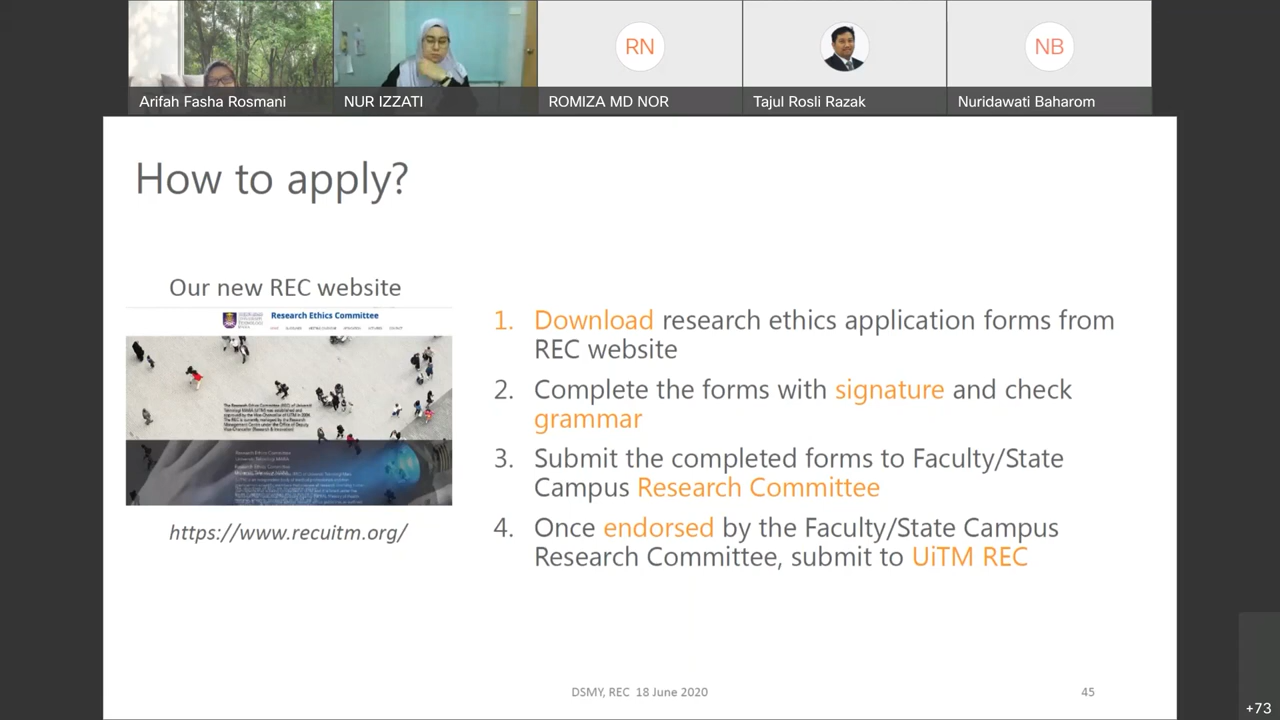 RN
NB
Arifah Fasha Rosmani
NUR IZZATI
ROMIZA MD NOR
Tajul Rosli Razak
Nuridawati Baharom
How to apply?
Our new REC website
Research Ethics Committee
https://www.recuitm.org/
1. Download research ethics application forms from
REC website
2. Complete the forms with signature and check
grammar
3. Submit the completed forms to Faculty/State
Campus Research Committee
4. Once endorsed by the Faculty/State Campus
Research Committee, submit to UiTM REC
DSMY, REC 18 June 2020
45
+73